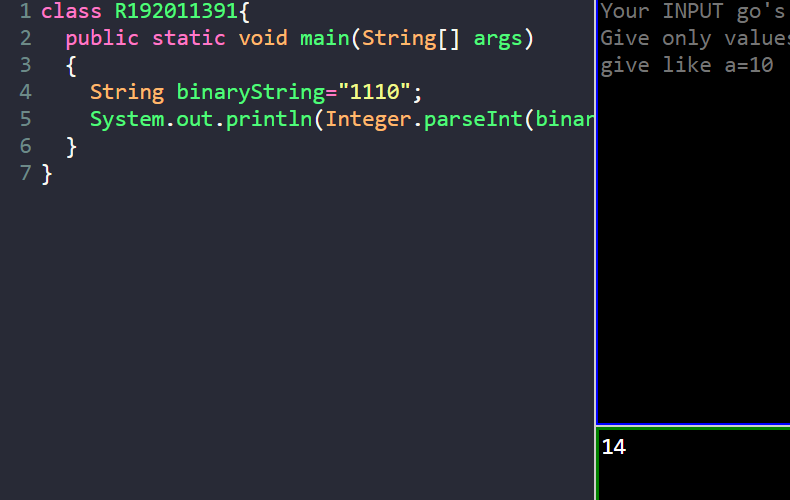 1 class R192011391{
2   public static void main(String[] args)
3   {
4     String binaryString="1110";
5     System.out.println(Integer.parseInt(binar
6   }
7 }
Your INPUT go's
Give only values
give like a=10
14